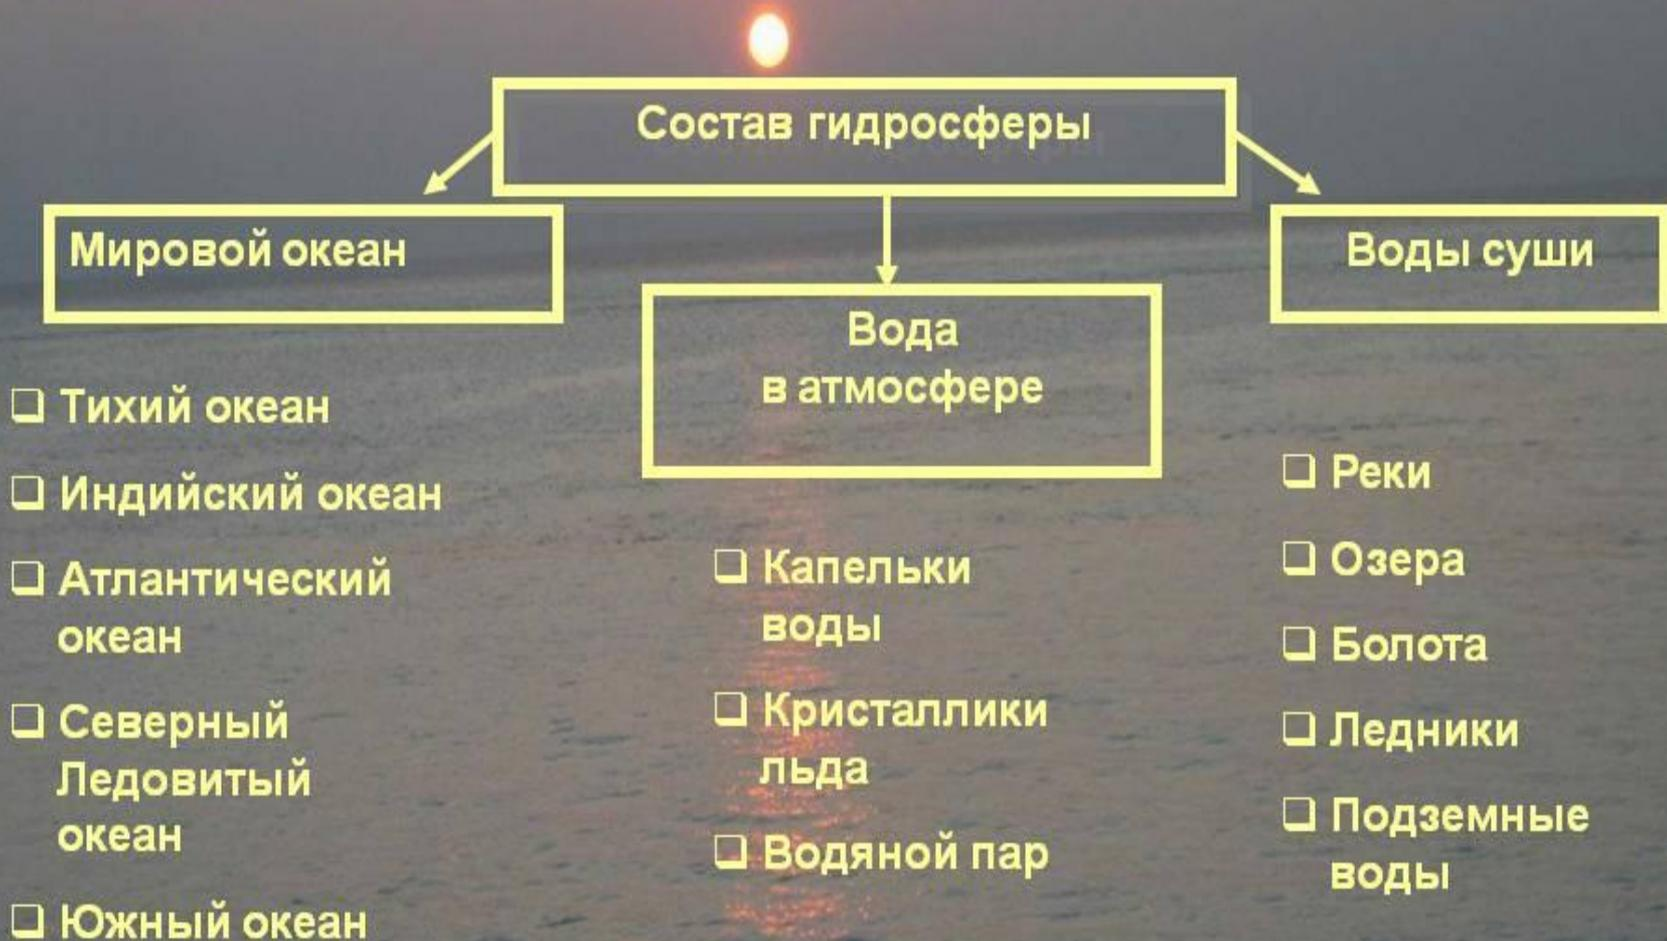 Состав гидросферы
Мировой океан
Тихий океан
Индийский океан
Атлантический
океан
Северный
Ледовитый
океан
Южный океан
Вода
в атмосфере
Капельки
воды
Кристаллики
льда
Водяной пар
Воды суши
Реки
Озера
Болота
Ледники
Подземные
воды